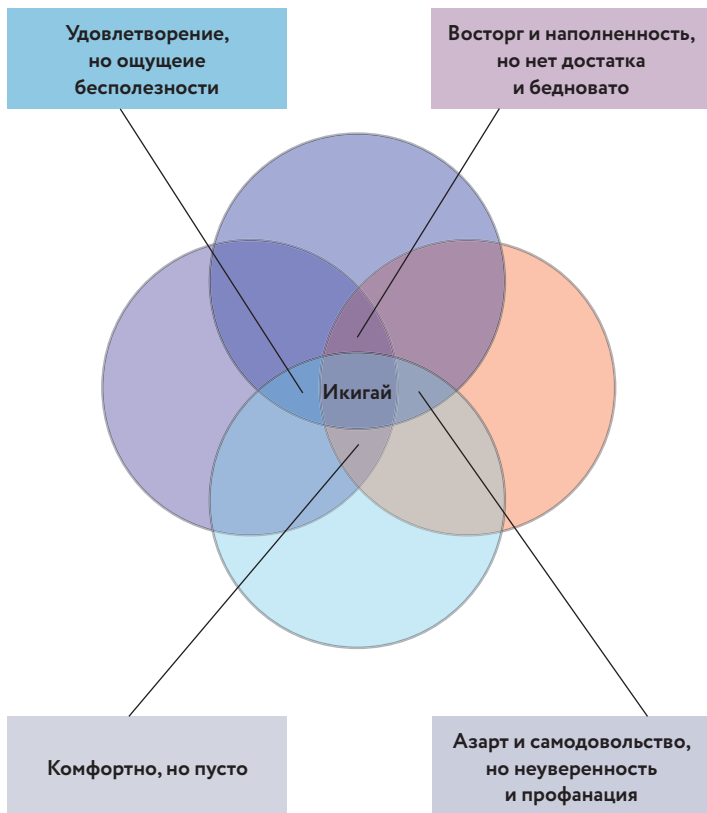 Удовлетворение,
но ощущеие
бесполезности
Восторг и наполненность,
но нет достатка
и бедновато
Икигай
Комфортно, но пусто
Азарт и самодовольство,
но неуверенность
и профанация